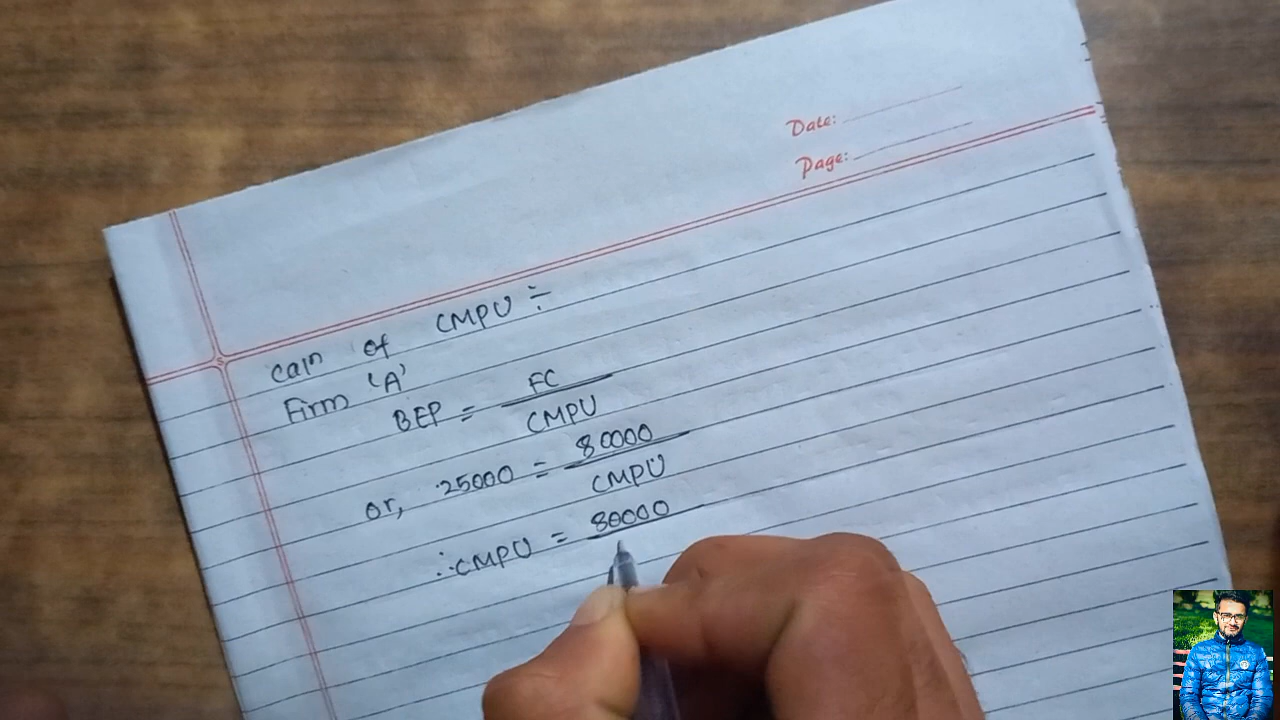 Date:
Page:
Caln of CMPU :-
Firm 'A'
BEP = FC / CMPU
or, 25000 = 80000 / CMPU
∴ CMPU = 80000